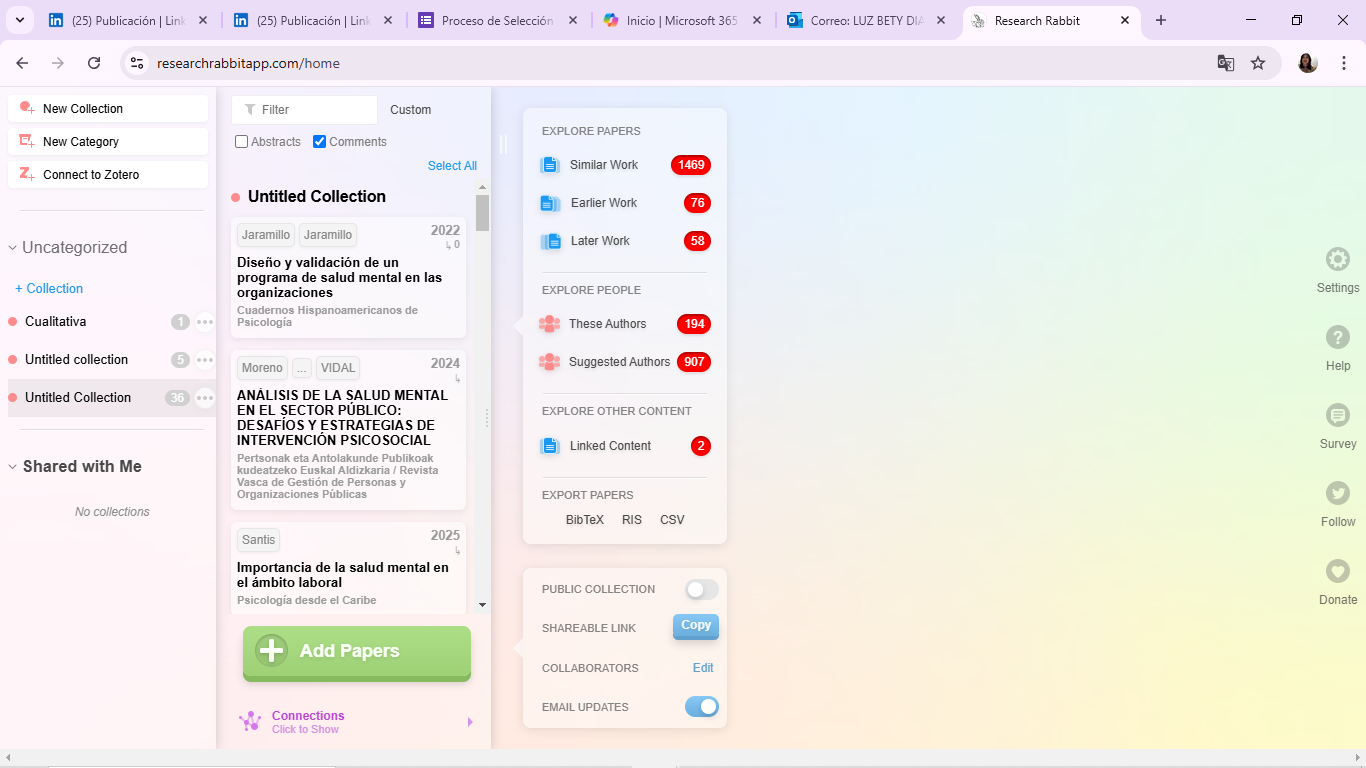 (25) Publicación | Link
(25) Publicación | Link
Proceso de Selección
Inicio | Microsoft 365
Correo: LUZ BETY DIA
Research Rabbit
researchrabbitapp.com/home
New Collection
New Category
Connect to Zotero
Uncategorized
+ Collection
Cualitativa 1
Untitled collection 5
Untitled Collection 36
Shared with Me
No collections
Filter
Custom
Abstracts
Comments
Select All
Untitled Collection
Jaramillo Jaramillo 2022
0
Diseño y validación de un
programa de salud mental en las
organizaciones
Cuadernos Hispanoamericanos de
Psicología
Moreno ... VIDAL 2024
ANÁLISIS DE LA SALUD MENTAL
EN EL SECTOR PÚBLICO:
DESAFÍOS Y ESTRATEGIAS DE
INTERVENCIÓN PSICOSOCIAL
Pertsonak eta Antolakunde Publikoak
kudeatzeko Euskal Aldizkaria / Revista
Vasca de Gestión de Personas y
Organizaciones Públicas
Santis 2025
Importancia de la salud mental en
el ámbito laboral
Psicología desde el Caribe
Add Papers
Connections
Click to Show
EXPLORE PAPERS
Similar Work 1469
Earlier Work 76
Later Work 58
EXPLORE PEOPLE
These Authors 194
Suggested Authors 907
EXPLORE OTHER CONTENT
Linked Content 2
EXPORT PAPERS
BibTeX RIS CSV
PUBLIC COLLECTION
SHAREABLE LINK Copy
COLLABORATORS Edit
EMAIL UPDATES
Settings
Help
Survey
Follow
Donate